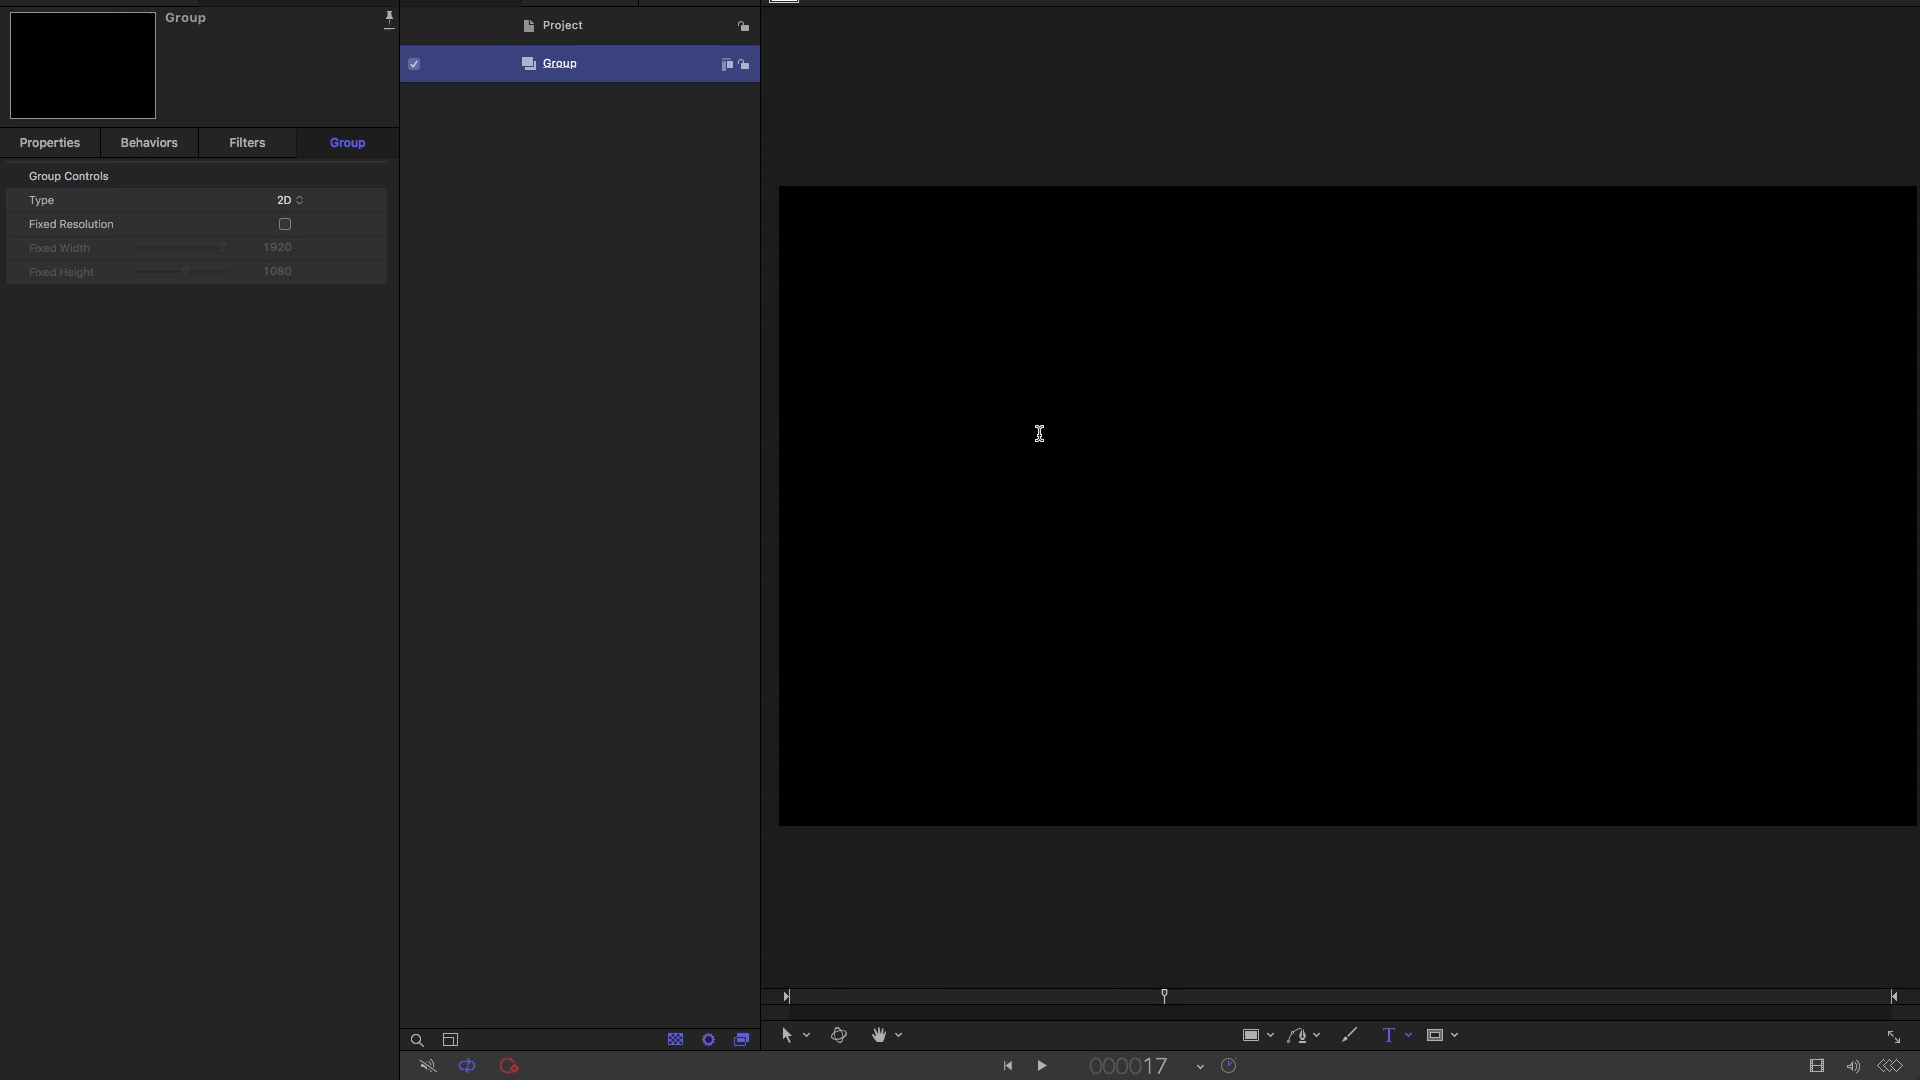 Group
Project
Group
Properties
Behaviors
Filters
Group
Group Controls
Type
2D
Fixed Resolution
Fixed Width
1920
Fixed Height
1080
T
000017